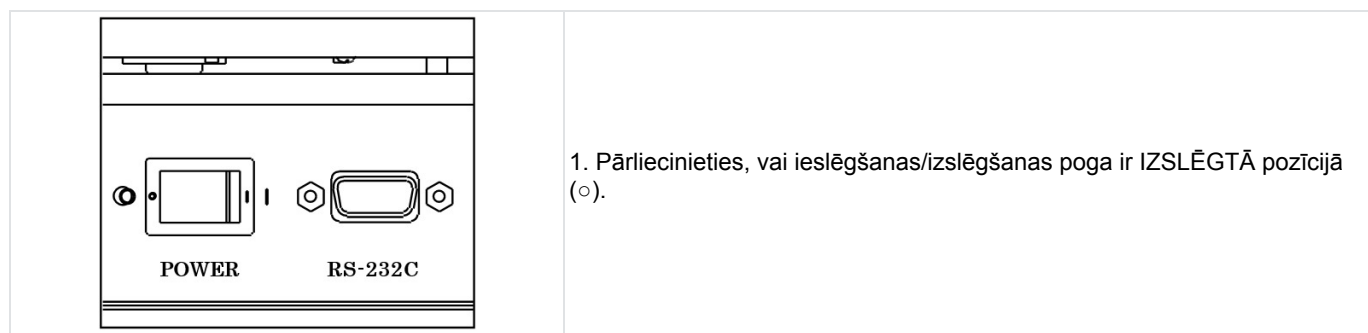 1. Pārliecinieties, vai ieslēgšanas/izslēgšanas poga ir IZSLĒGTĀ pozīcijā
(○).
POWER RS-232C